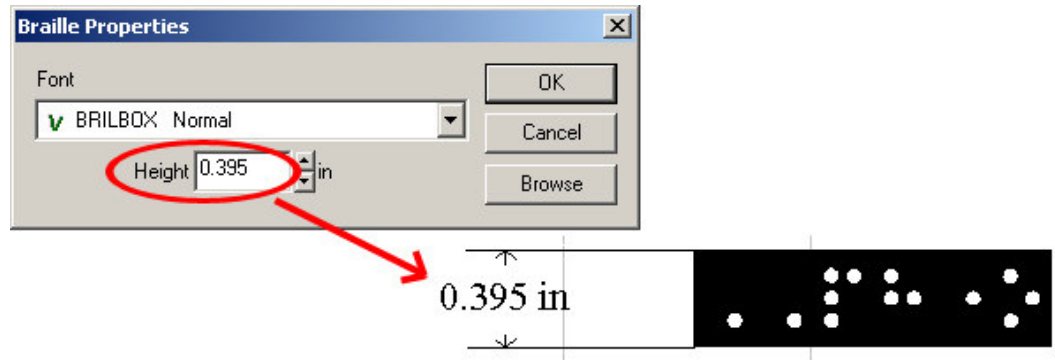 Braille Properties
Font
OK
V BRILBOX Normal
Cancel
Height 0.395 in
Browse
0.395 in
⠠⠠⠏⠓⠐⠕